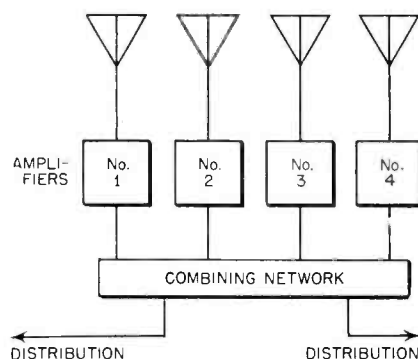 AMPLI-
FIERS
No.
1
No.
2
No.
3
No.
4
COMBINING NETWORK
DISTRIBUTION
DISTRIBUTION